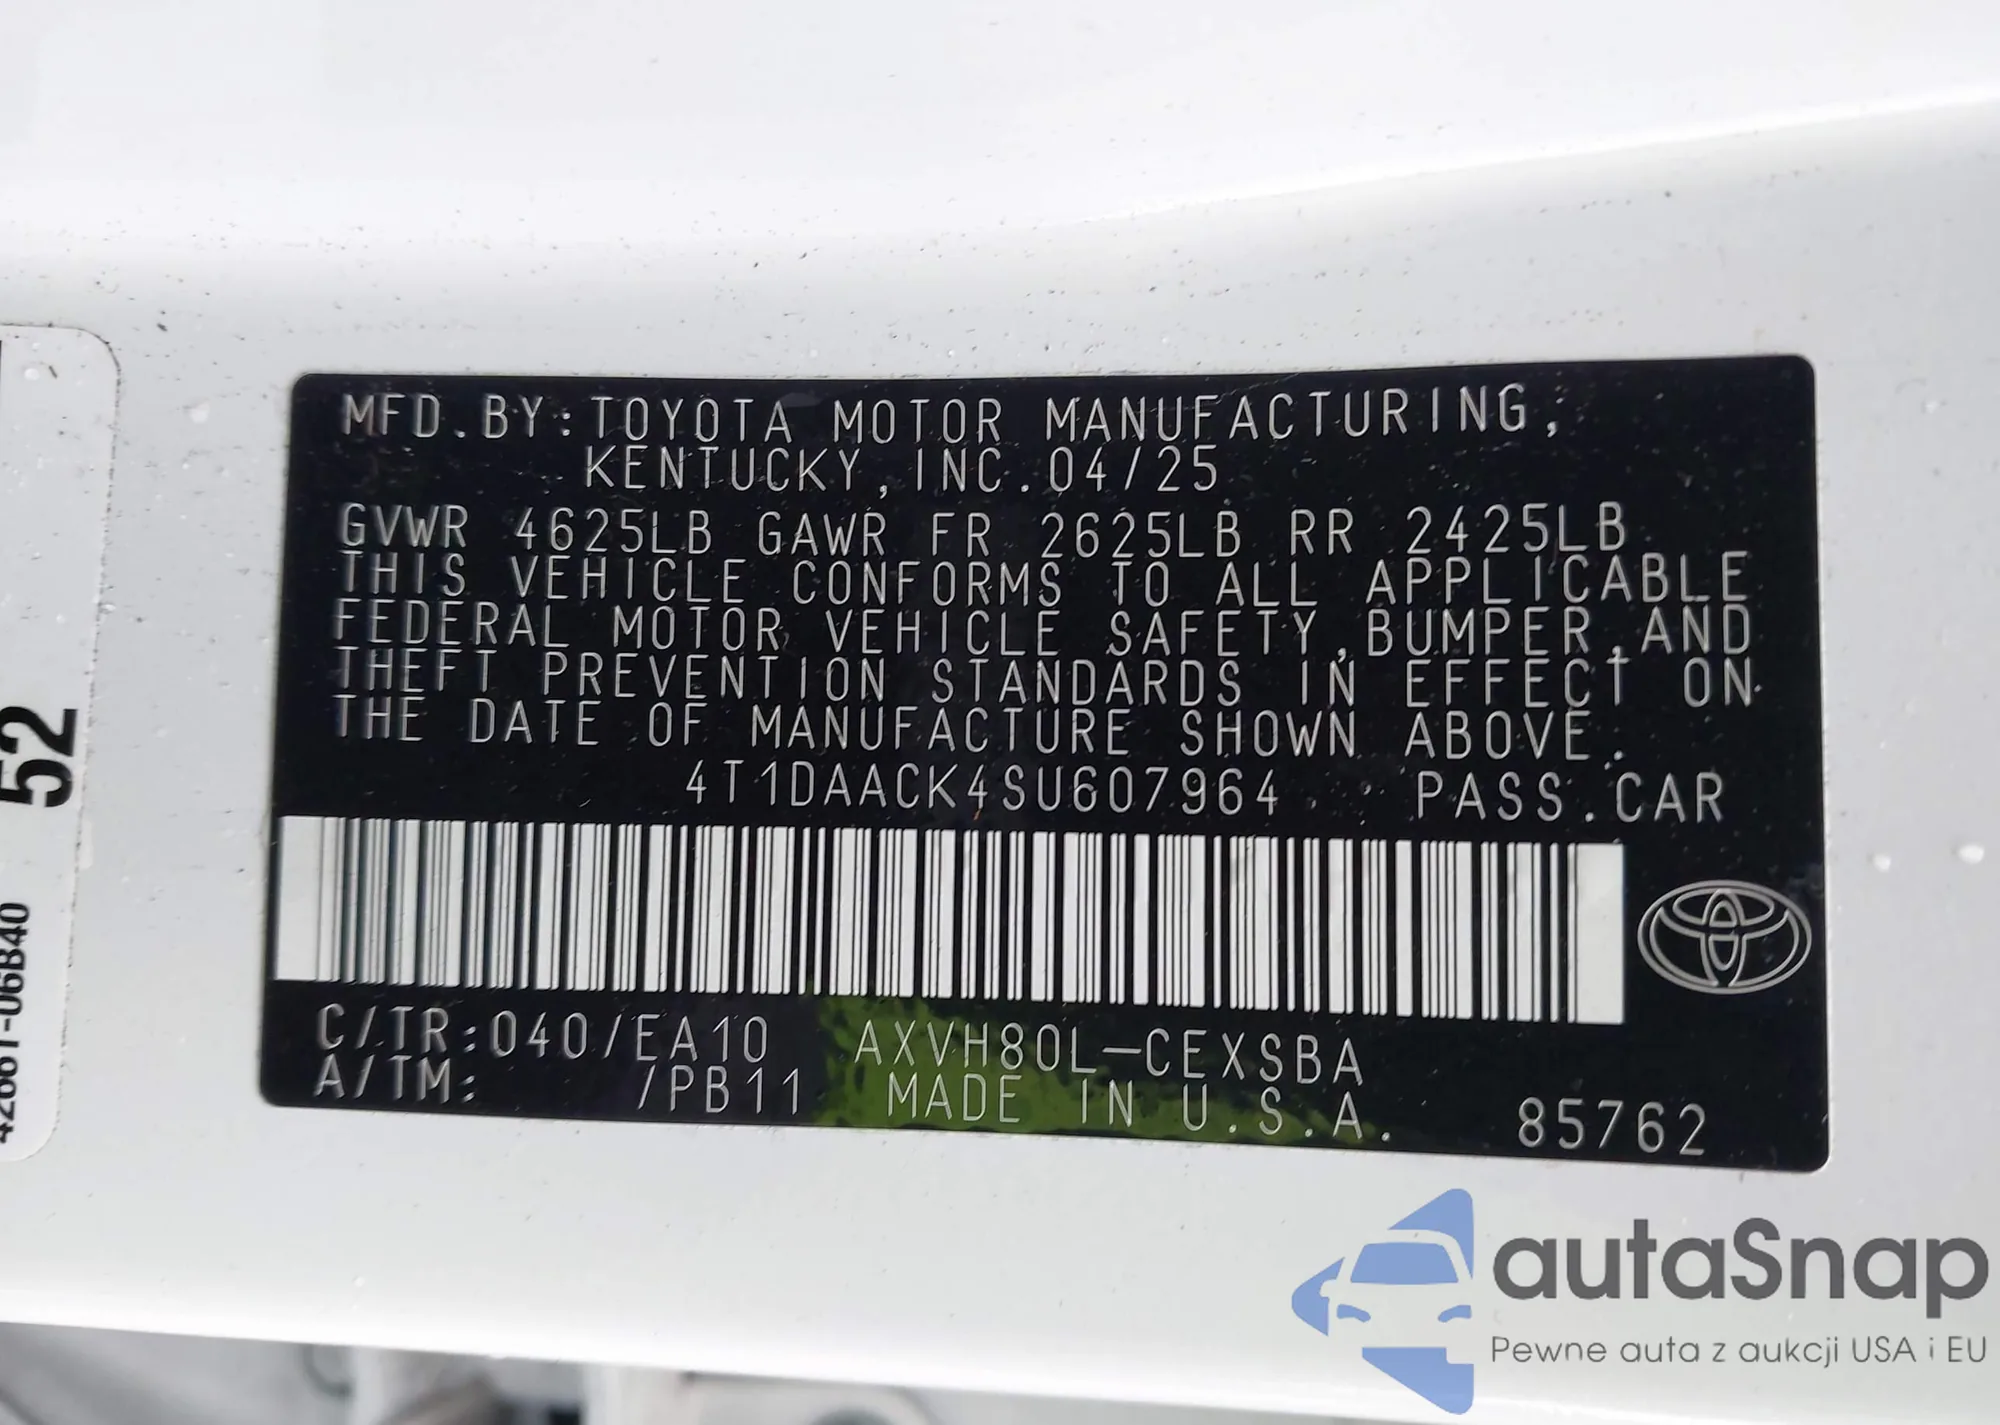 MFD.BY:TOYOTA MOTOR MANUFACTURING,
KENTUCKY,INC.04/25
GVWR 4625LB GAWR FR 2625LB RR 2425LB
THIS VEHICLE CONFORMS TO ALL APPLICABLE
FEDERAL MOTOR VEHICLE SAFETY,BUMPER,AND
THEFT PREVENTION STANDARDS IN EFFECT ON
THE DATE OF MANUFACTURE SHOWN ABOVE.
4T1DAACK4SU607964 PASS.CAR
C/TR:040/EA10 AXVH80L-CEXSBA
A/TM: /PB11 MADE IN U.S.A. 85762
52
42661-06B40
autaSnap
Pewne auta z aukcji USA i EU